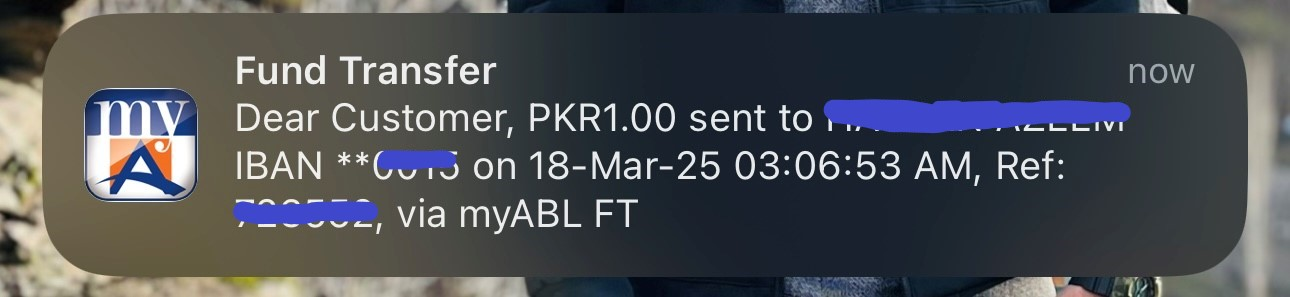 my A
Fund Transfer
now
Dear Customer, PKR1.00 sent to
IBAN ** on 18-Mar-25 03:06:53 AM, Ref:
, via myABL FT